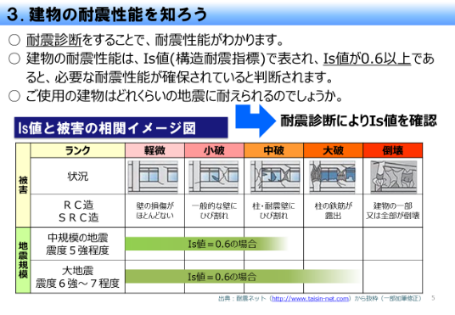 3．建物の耐震性能を知ろう
○ 耐震診断をすることで、耐震性能がわかります。
○ 建物の耐震性能は、Is値(構造耐震指標)で表され、Is値が0.6以上であ
ると、必要な耐震性能が確保されていると判断されます。
○ ご使用の建物はどれくらいの地震に耐えられるのでしょうか。
耐震診断によりIs値を確認
Is値と被害の相関イメージ図
被害
ランク 軽微 小破 中破 大破 倒壊
状況
RC造
SRC造
壁の損傷が
ほとんどない
一般的な壁に
ひび割れ
柱・耐震壁に
ひび割れ
柱の鉄筋が
露出
建物の一部
又は全部が倒壊
地震規模
中規模の地震
震度５強程度
Is値＝0.6の場合
大地震
震度６強～７程度
Is値＝0.6の場合
出典：耐震ネット（http://www.taisin-net.com）から抜粋（一部加筆修正）
5